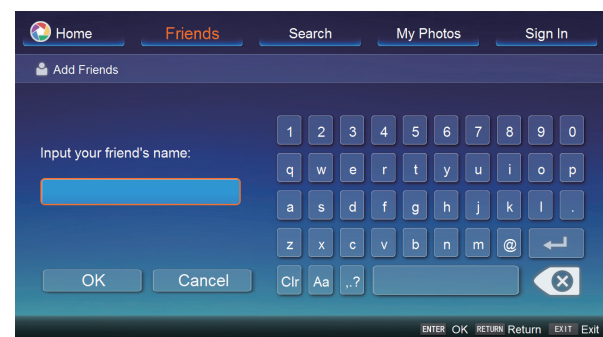 Home Friends Search My Photos Sign In
Add Friends
1 2 3 4 5 6 7 8 9 0
Input your friend's name:
q w e r t y u i o p
a s d f g h j k l .
z x c v b n m @
OK Cancel Clr Aa ,.?
ENTER OK RETURN Return EXIT Exit